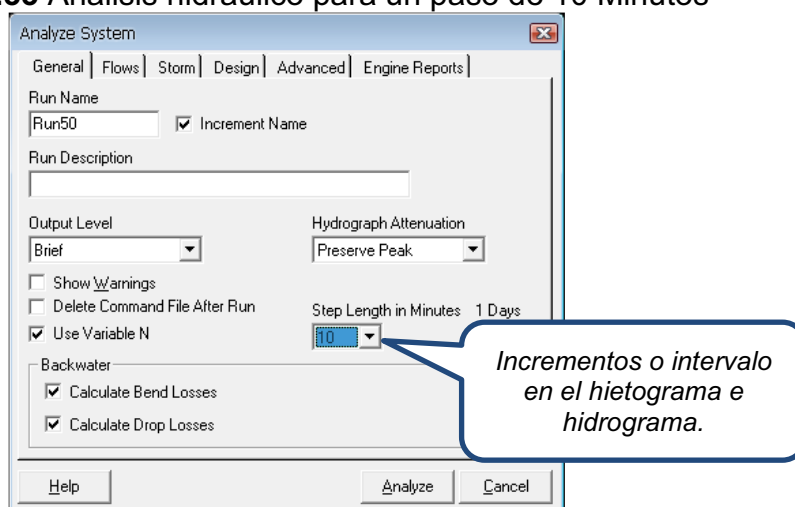 Análisis hidráulico para un paso de 10 Minutos
Analyze System
General Flows Storm Design Advanced Engine Reports
Run Name
Run50 Increment Name
Run Description
Output Level Hydrograph Attenuation
Brief Preserve Peak
Show Warnings
Delete Command File After Run
Step Length in Minutes 1 Days
Use Variable N 10
Backwater
Calculate Bend Losses
Calculate Drop Losses
Incrementos o intervalo
en el hietograma e
hidrograma.
Help Analyze Cancel